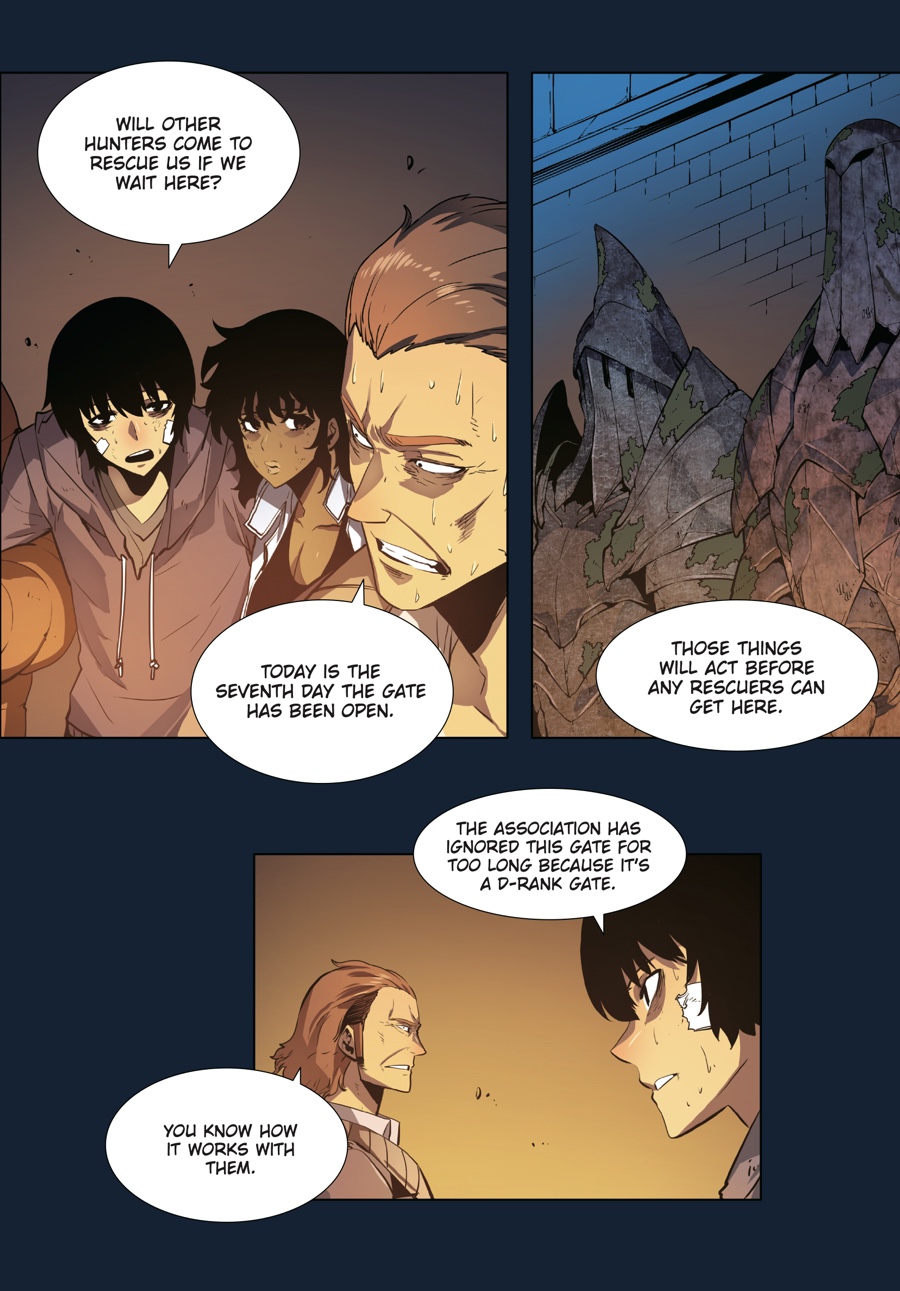 WILL OTHER
HUNTERS COME TO
RESCUE US IF WE
WAIT HERE?
TODAY IS THE
SEVENTH DAY THE GATE
HAS BEEN OPEN.
THOSE THINGS
WILL ACT BEFORE
ANY RESCUERS CAN
GET HERE.
THE ASSOCIATION HAS
IGNORED THIS GATE FOR
TOO LONG BECAUSE IT'S
A D-RANK GATE.
YOU KNOW HOW
IT WORKS WITH
THEM.